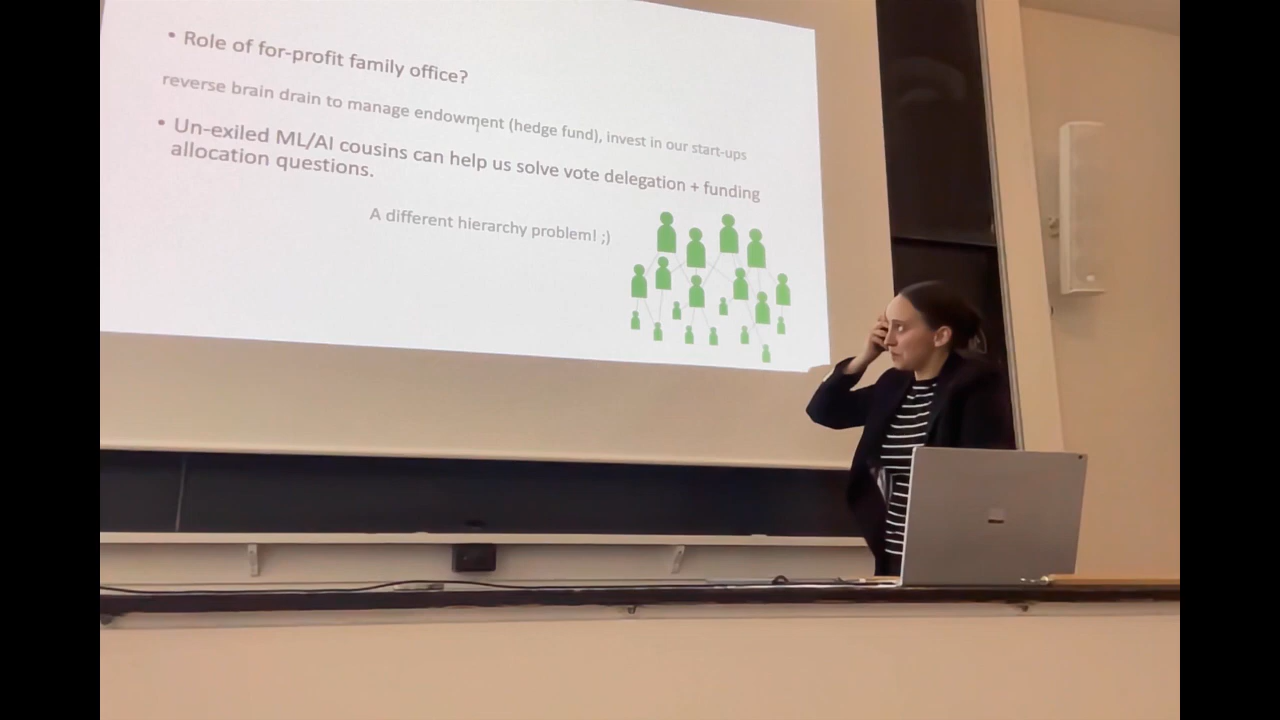 • Role of for-profit family office?
reverse brain drain to manage endowment (hedge fund), invest in our start-ups
• Un-exiled ML/AI cousins can help us solve vote delegation + funding
allocation questions.
A different hierarchy problem! ;)